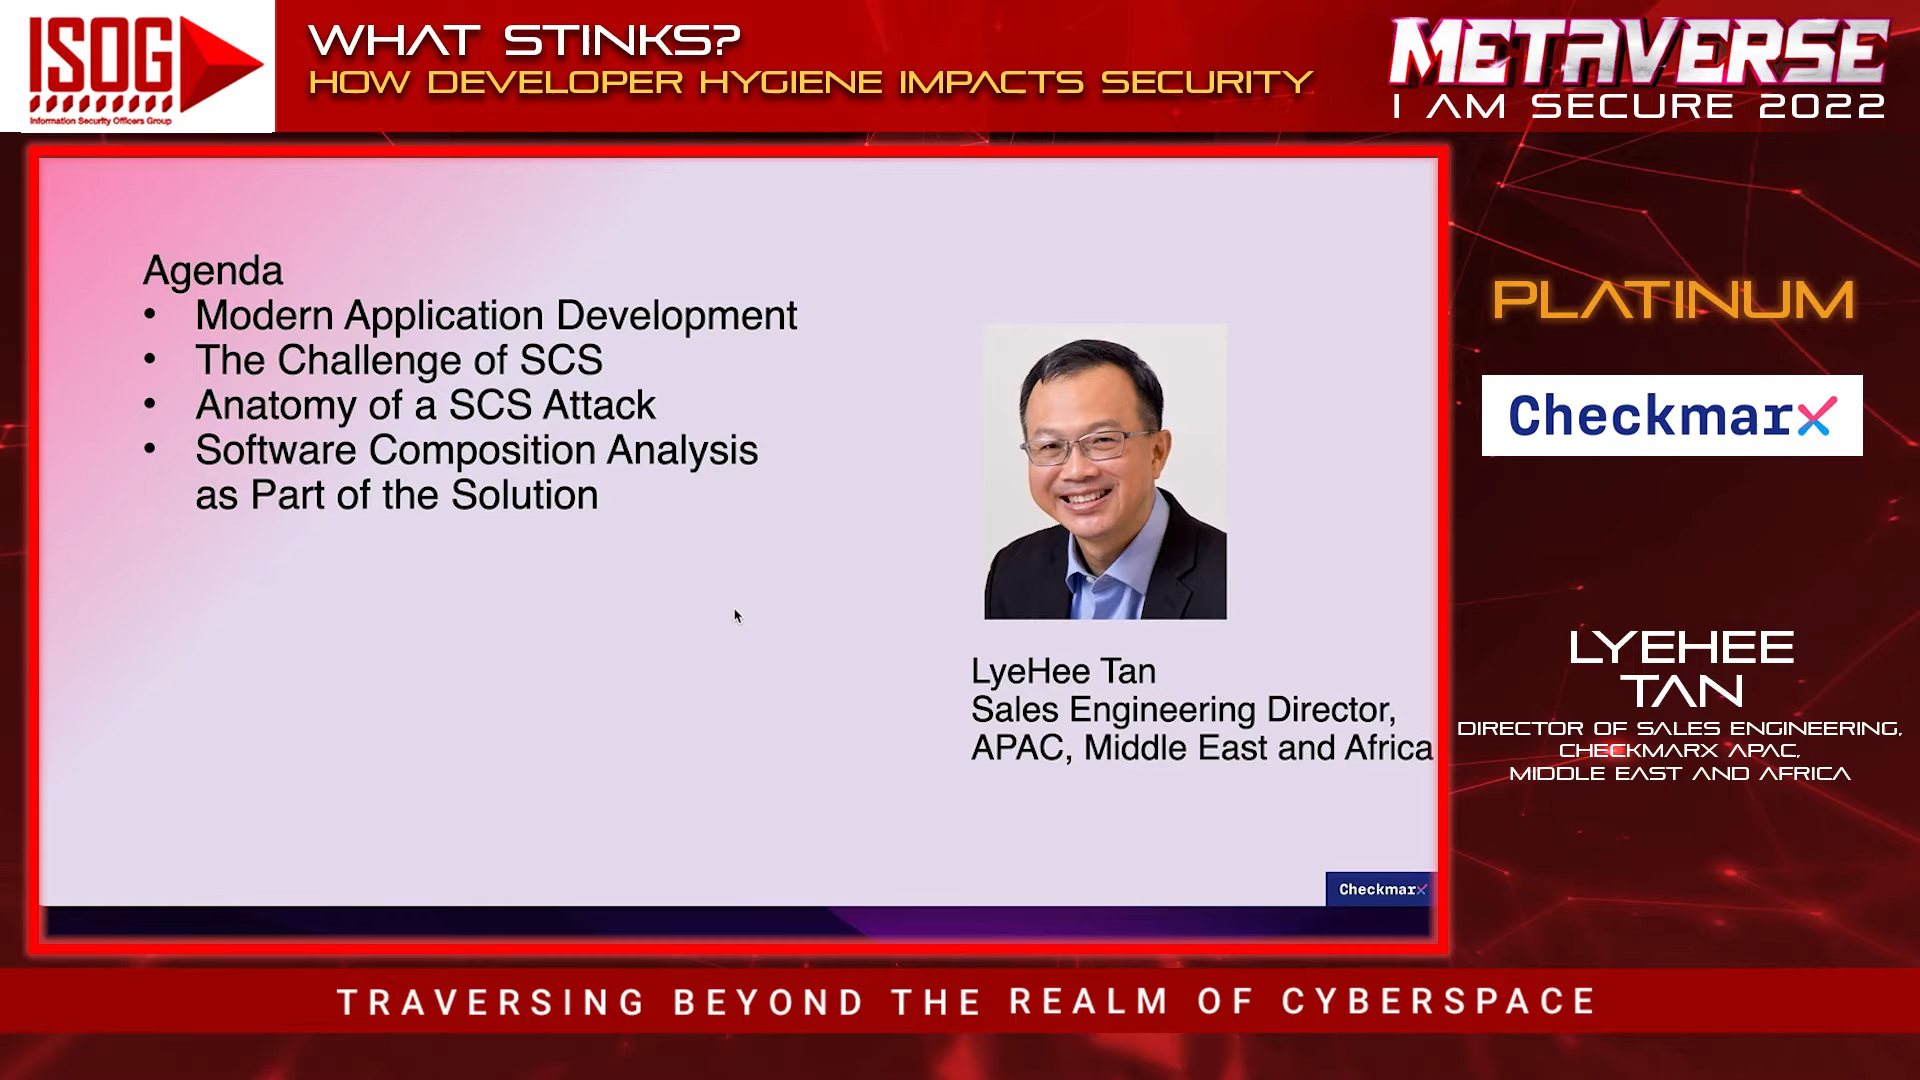 ISOG
Information Security Officers Group
WHAT STINKS?
HOW DEVELOPER HYGIENE IMPACTS SECURITY
METAVERSE
I AM SECURE 2022
Agenda
• Modern Application Development
• The Challenge of SCS
• Anatomy of a SCS Attack
• Software Composition Analysis
as Part of the Solution
LyeHee Tan
Sales Engineering Director,
APAC, Middle East and Africa
Checkmarx
PLATINUM
Checkmarx
LYEHEE
TAN
DIRECTOR OF SALES ENGINEERING,
CHECKMARX APAC,
MIDDLE EAST AND AFRICA
TRAVERSING BEYOND THE REALM OF CYBERSPACE